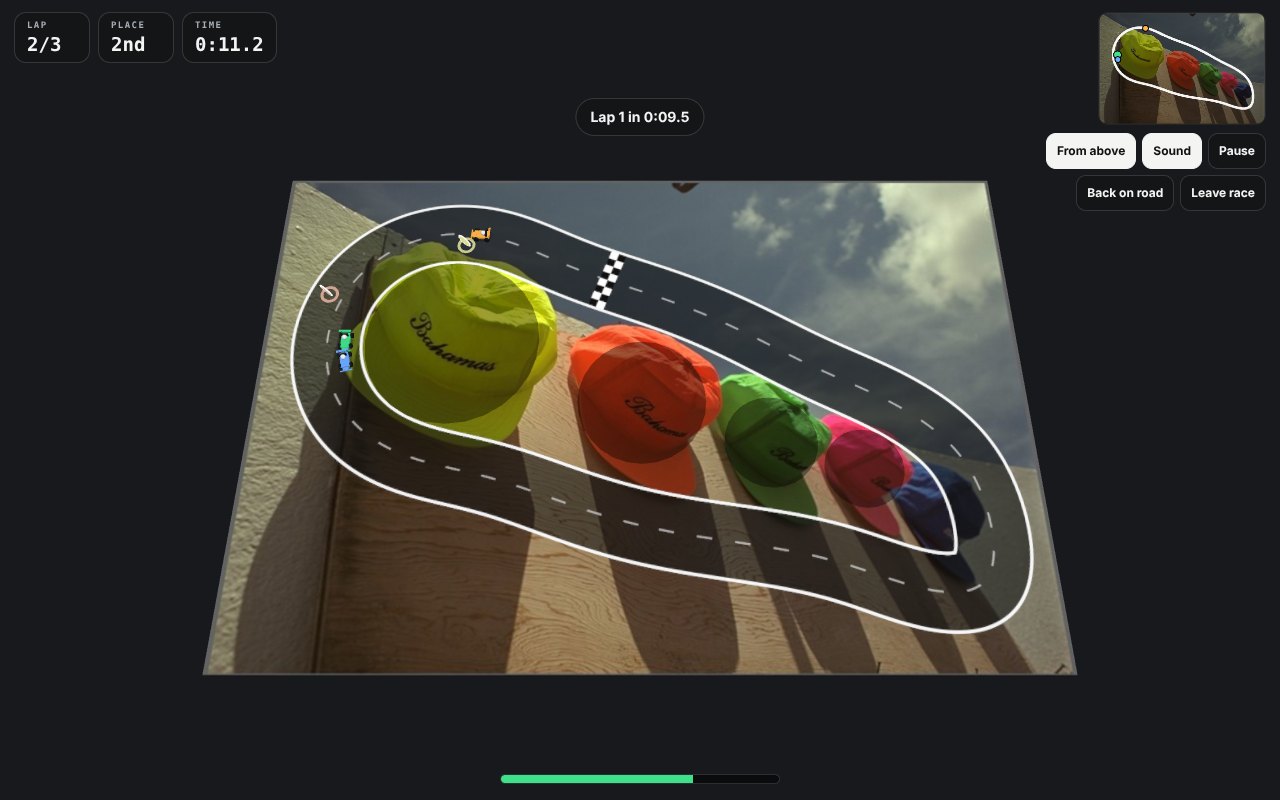 LAP
2/3
PLACE
2nd
TIME
0:11.2
Lap 1 in 0:09.5
From above
Sound
Pause
Back on road
Leave race
Bahamas
Bahamas